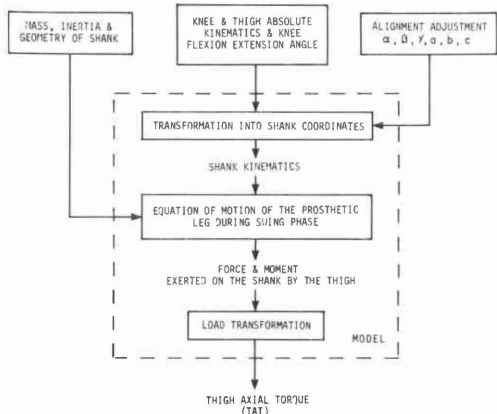 MASS, INERTIA &
GEOMETRY OF SHANK
KNEE & THIGH ABSOLUTE
KINEMATICS & KNEE
FLEXION EXTENSION ANGLE
ALIGNMENT ADJUSTMENT
α, β, γ, a, b, c
TRANSFORMATION INTO SHANK COORDINATES
SHANK KINEMATICS
EQUATION OF MOTION OF THE PROSTHETIC
LEG DURING SWING PHASE
FORCE & MOMENT
EXERTED ON THE SHANK BY THE THIGH
LOAD TRANSFORMATION
MODEL
THIGH AXIAL TORQUE
(TAT)